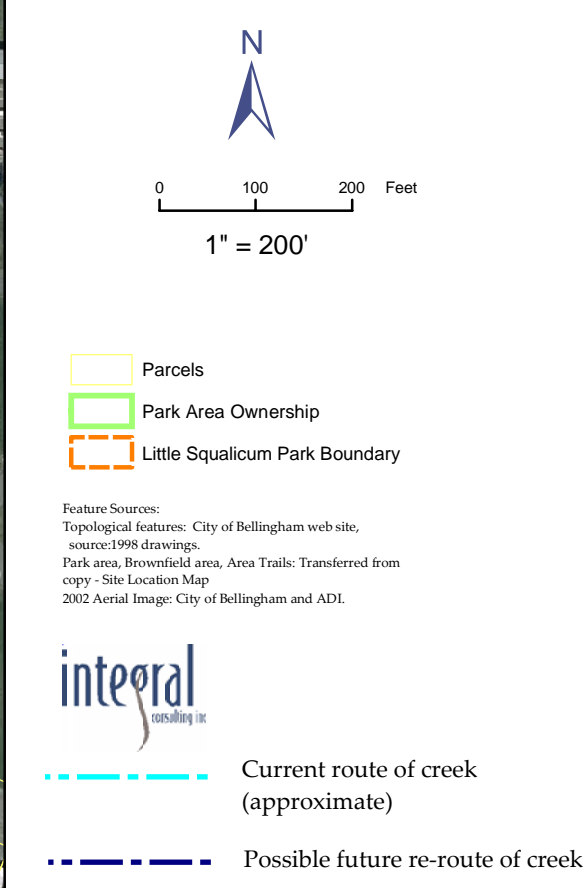 N
0 100 200 Feet
1" = 200'
Parcels
Park Area Ownership
Little Squalicum Park Boundary
Feature Sources:
Topological features: City of Bellingham web site,
source:1998 drawings.
Park area, Brownfield area, Area Trails: Transferred from
copy - Site Location Map
2002 Aerial Image: City of Bellingham and ADI.
integral
consulting inc
Current route of creek
(approximate)
Possible future re-route of creek